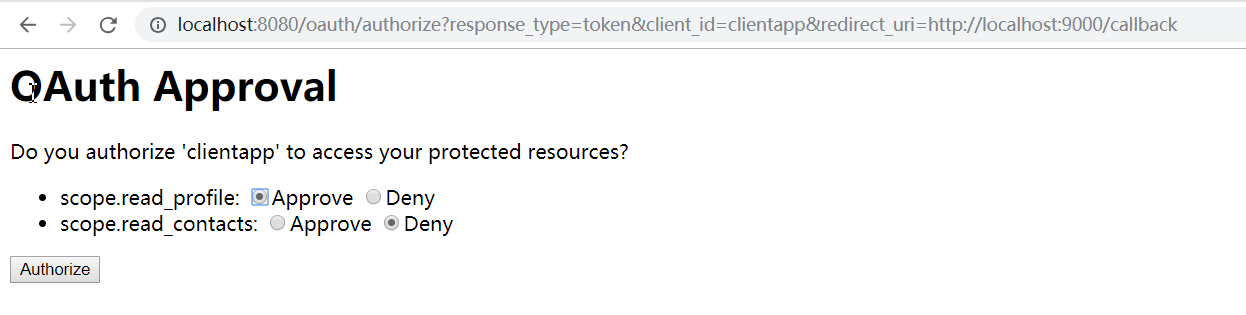 localhost:8080/oauth/authorize?response_type=token&client_id=clientapp&redirect_uri=http://localhost:9000/callback
OAuth Approval
Do you authorize 'clientapp' to access your protected resources?
scope.read_profile: Approve Deny
scope.read_contacts: Approve Deny
Authorize